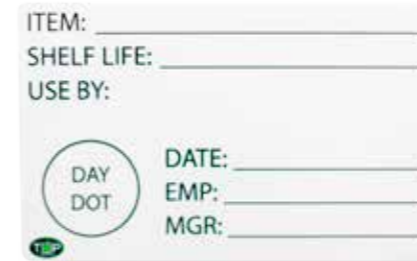 ITEM:
SHELF LIFE:
USE BY:
DAY
DOT
DATE:
EMP:
MGR: